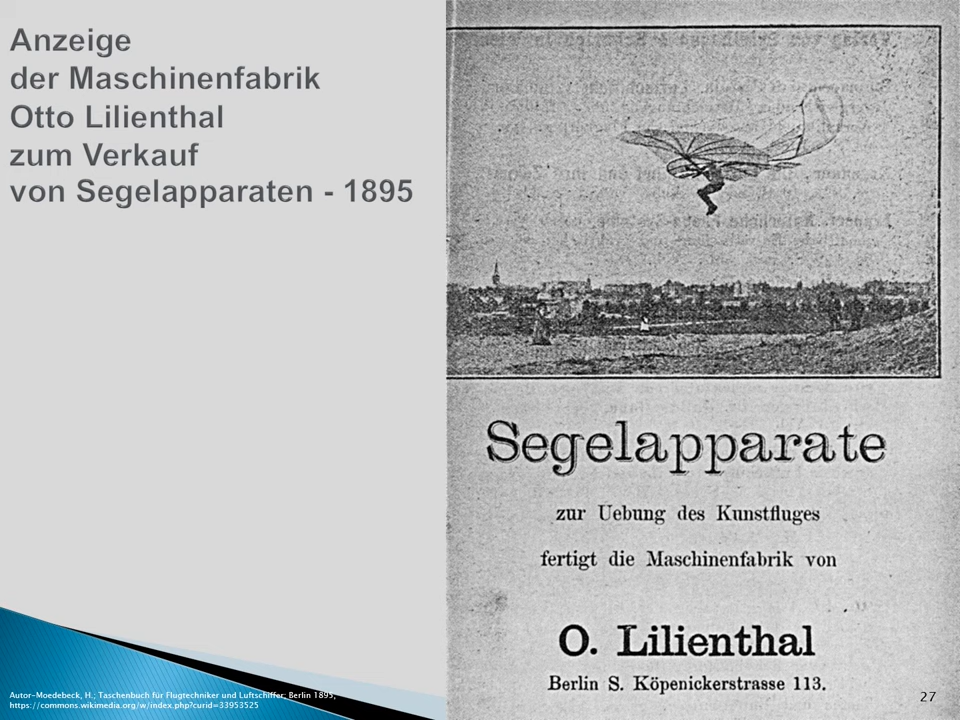 Anzeige
der Maschinenfabrik
Otto Lilienthal
zum Verkauf
von Segelapparaten - 1895
Segelapparate
zur Uebung des Kunstfluges
fertigt die Maschinenfabrik von
O. Lilienthal
Berlin S. Köpenickerstrasse 113.
Autor-Moedebeck, H.; Taschenbuch für Flugtechniker und Luftschiffer; Berlin 1895;
https://commons.wikimedia.org/w/index.php?curid=33953525
27